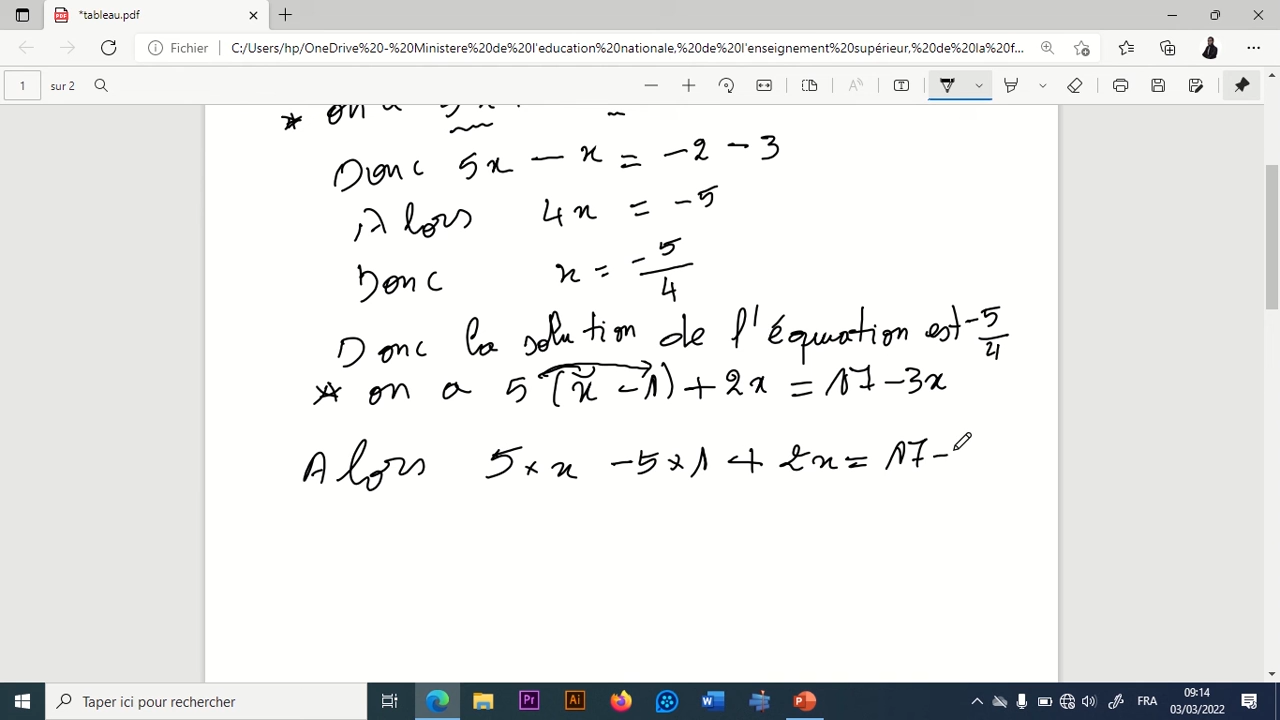 *tableau.pdf
Fichier C:/Users/hp/OneDrive%20-%20Ministere%20de%20l'education%20nationale,%20de%20l'enseignement%20supérieur,%20de%20la%20f...
1 sur 2
* on a 5x
Donc 5x - x = -2 - 3
Alors 4x = -5
Donc x = -5/4
Donc la solution de l'équation est -5/4
* on a 5 (x - 1) + 2x = 17 - 3x
Alors 5 × x - 5 × 1 + 2x = 17 -
Taper ici pour rechercher
FRA
09:14
03/03/2022